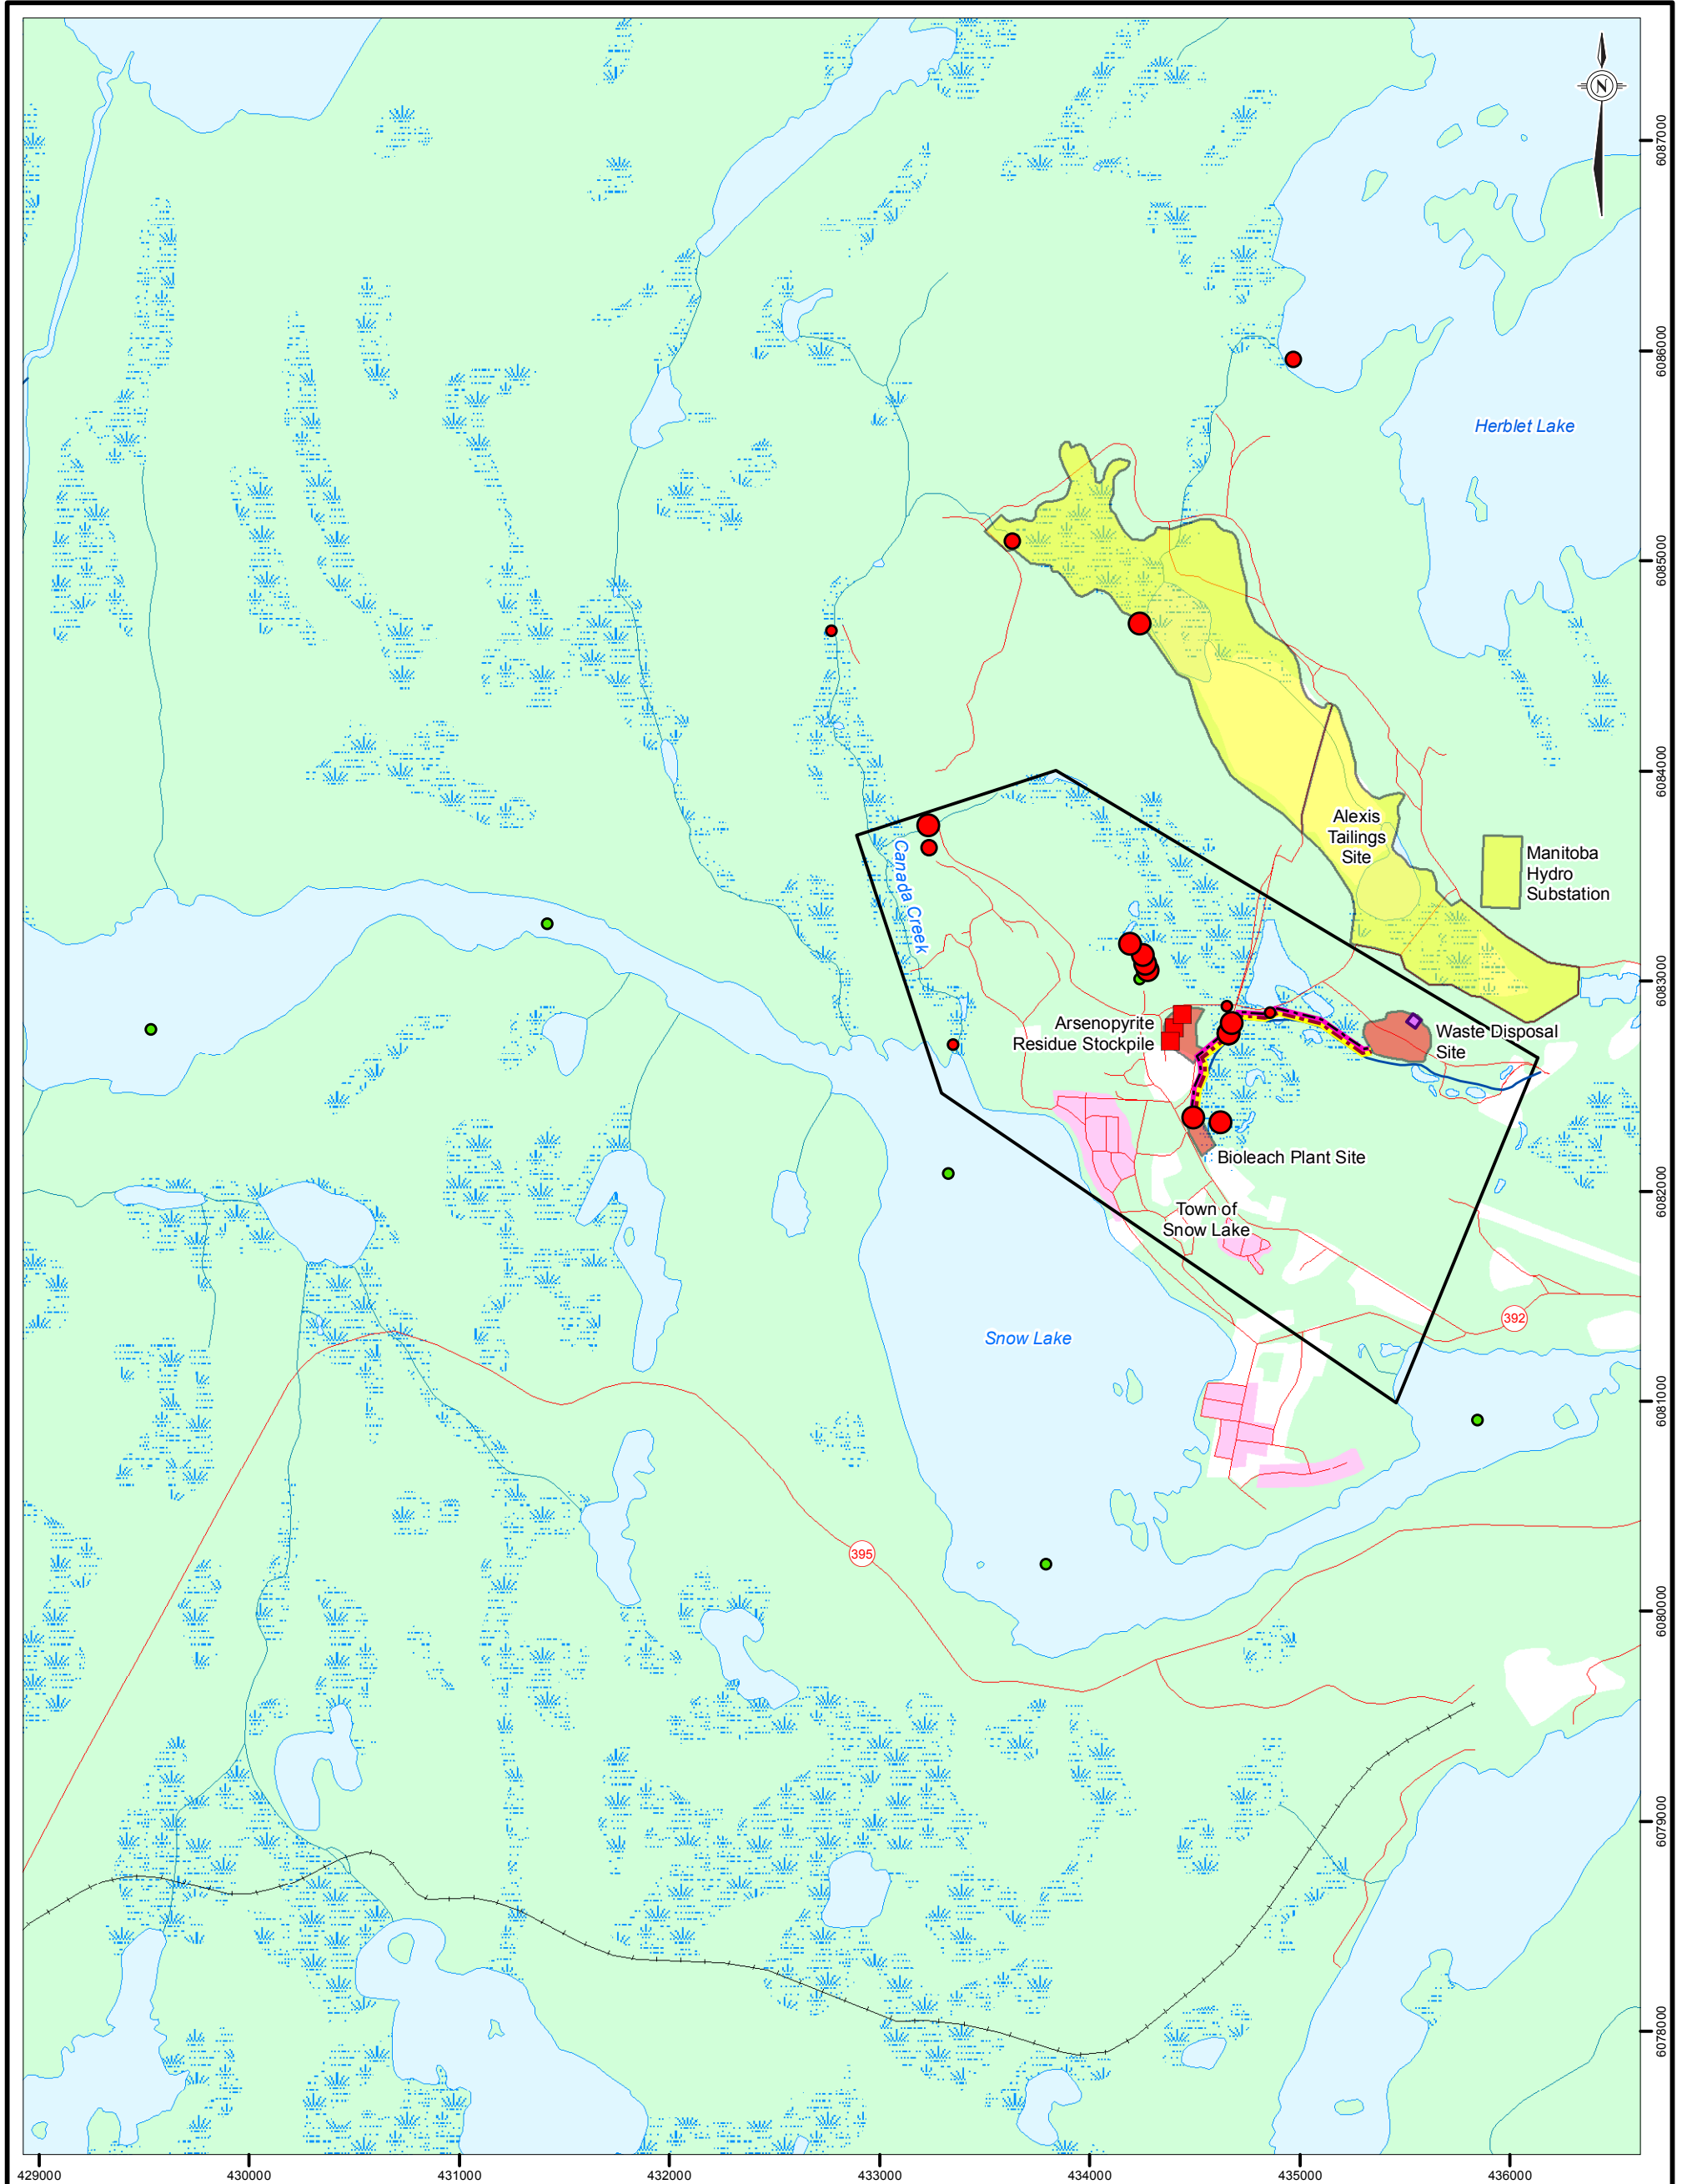 N
6087000
6086000
Herblet Lake
6085000
6084000
Alexis
Tailings
Site
Manitoba
Hydro
Substation
Canada Creek
6083000
Arsenopyrite
Residue Stockpile
Waste Disposal
Site
Bioleach Plant Site
6082000
Town of
Snow Lake
392
Snow Lake
6081000
395
6080000
6079000
6078000
429000
430000
431000
432000
433000
434000
435000
436000